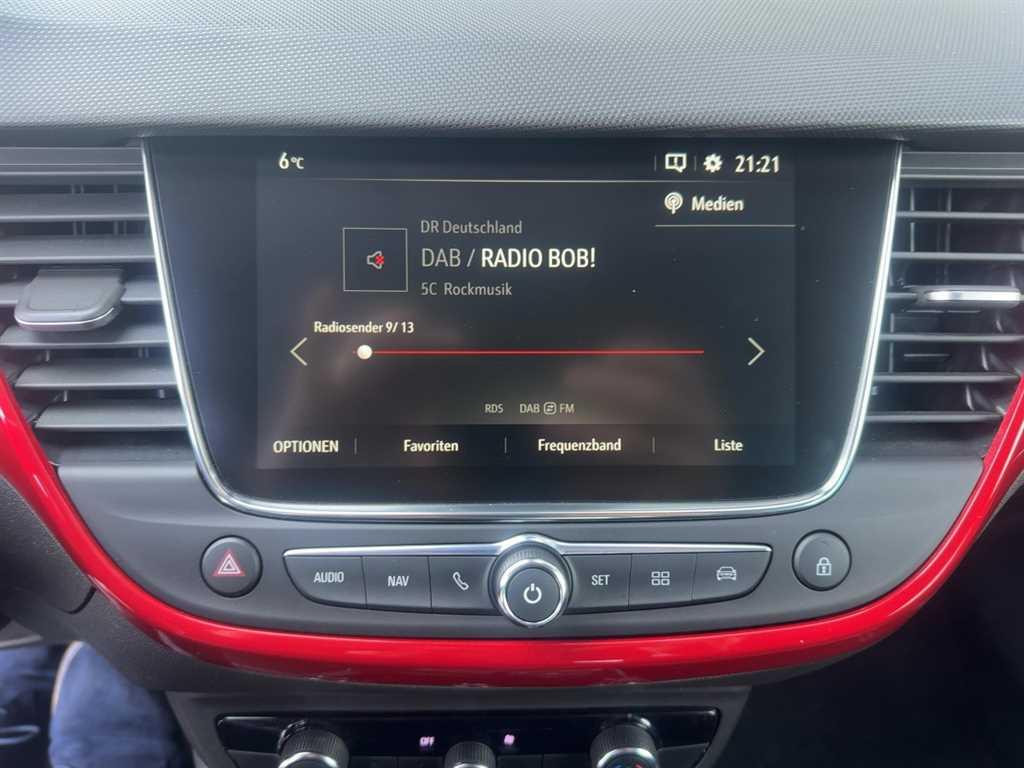 6°C 21:21
Medien
DR Deutschland
DAB / RADIO BOB!
5C Rockmusik
Radiosender 9/13
RDS DAB FM
OPTIONEN Favoriten Frequenzband Liste
AUDIO NAV SET
OFF